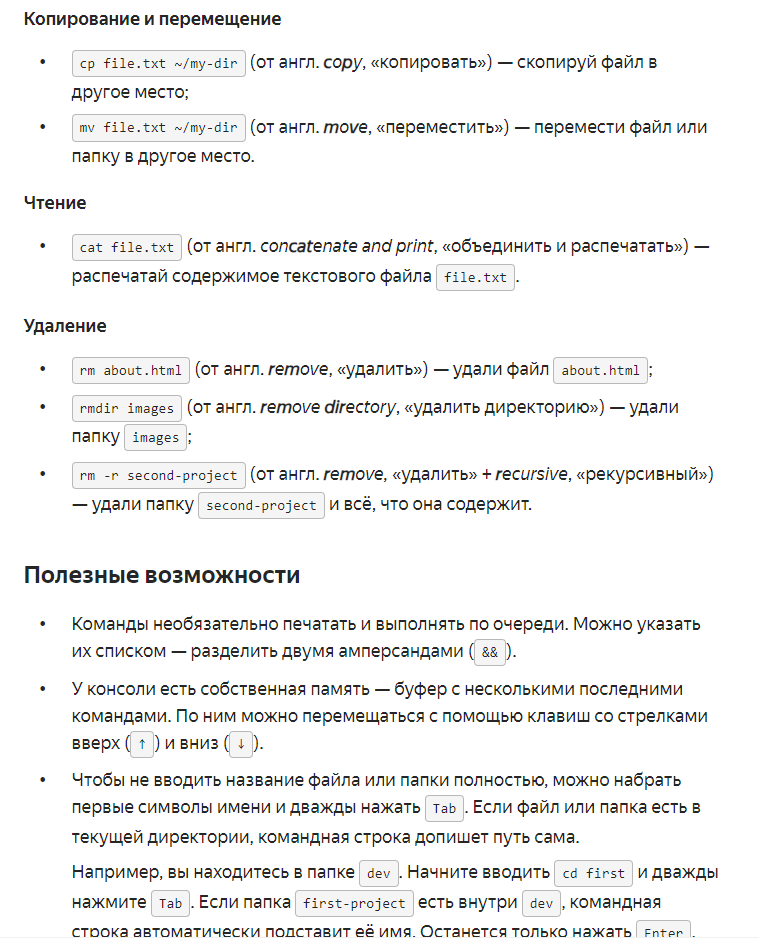 Копирование и перемещение
• cp file.txt ~/my-dir (от англ. copy, «копировать») — скопируй файл в
другое место;
• mv file.txt ~/my-dir (от англ. move, «переместить») — перемести файл или
папку в другое место.
Чтение
• cat file.txt (от англ. concatenate and print, «объединить и распечатать») —
распечатай содержимое текстового файла file.txt.
Удаление
• rm about.html (от англ. remove, «удалить») — удали файл about.html;
• rmdir images (от англ. remove directory, «удалить директорию») — удали
папку images;
• rm -r second-project (от англ. remove, «удалить» + recursive, «рекурсивный»)
— удали папку second-project и всё, что она содержит.
Полезные возможности
• Команды необязательно печатать и выполнять по очереди. Можно указать
их списком — разделить двумя амперсандами (&&).
• У консоли есть собственная память — буфер с несколькими последними
командами. По ним можно перемещаться с помощью клавиш со стрелками
вверх (↑) и вниз (↓).
• Чтобы не вводить название файла или папки полностью, можно набрать
первые символы имени и дважды нажать Tab. Если файл или папка есть в
текущей директории, командная строка допишет путь сама.
Например, вы находитесь в папке dev. Начните вводить cd first и дважды
нажмите Tab. Если папка first-project есть внутри dev, командная
строка автоматически подставит её имя. Останется только нажать Enter.